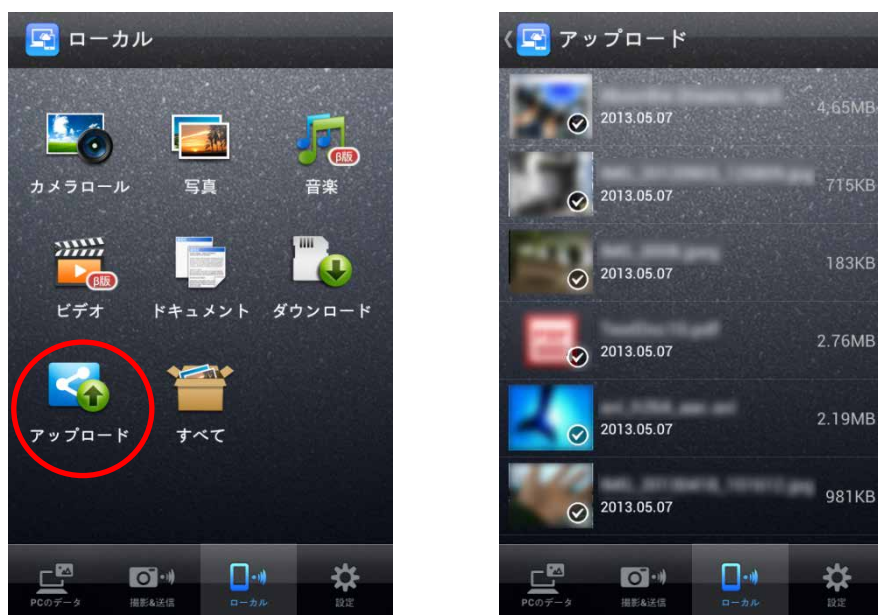 ローカル
カメラロール
写真
音楽
β版
ビデオ
β版
ドキュメント
ダウンロード
アップロード
すべて
PCのデータ
撮影&送信
ローカル
設定
アップロード
2013.05.07
4.65MB
2013.05.07
715KB
2013.05.07
183KB
2013.05.07
2.76MB
2013.05.07
2.19MB
2013.05.07
981KB
PCのデータ
撮影&送信
ローカル
設定